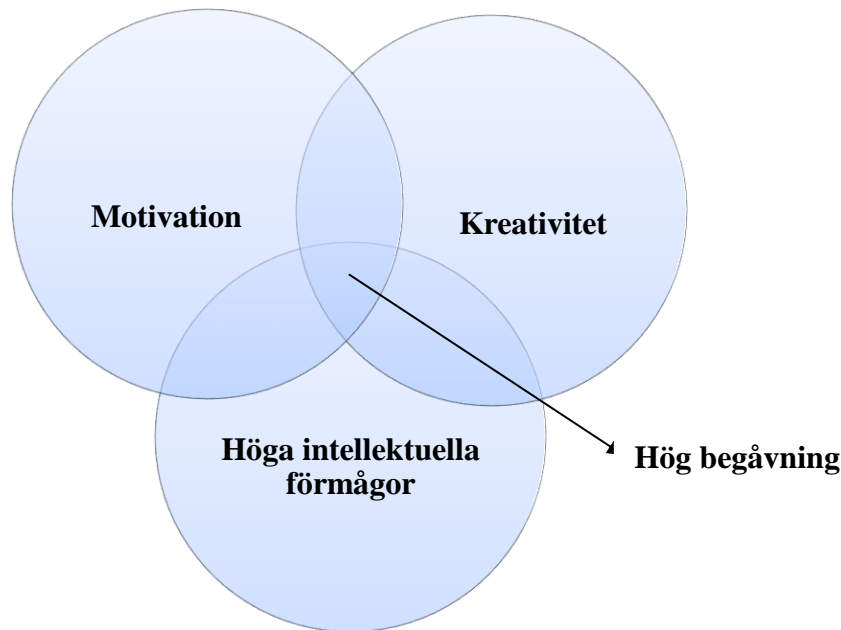 Motivation
Kreativitet
Höga intellektuella
förmågor
Hög begåvning